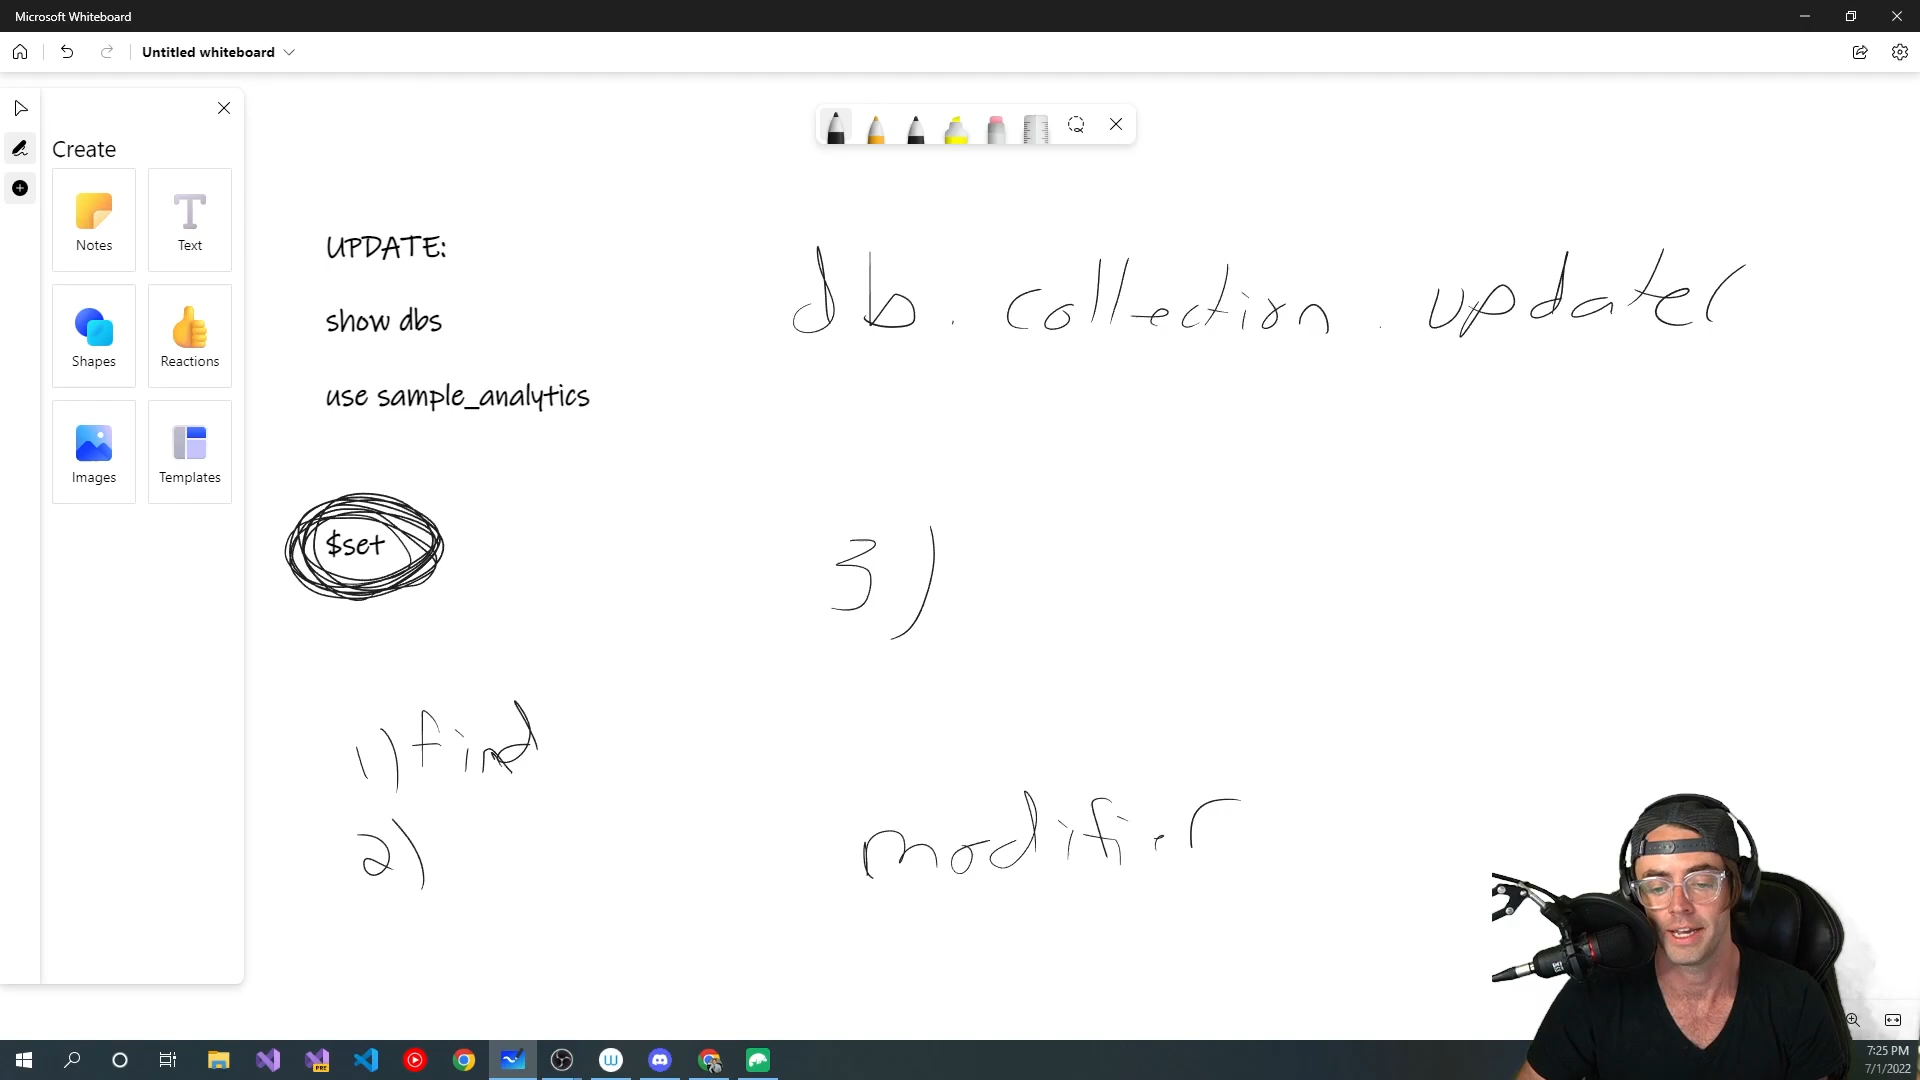 Microsoft Whiteboard
Untitled whiteboard
Create
Notes
Text
Shapes
Reactions
Images
Templates
UPDATE:
show dbs
use sample_analytics
$set
db.collection.update(
3)
1) find
2)
modifier
PRE
7:25 PM
7/1/2022